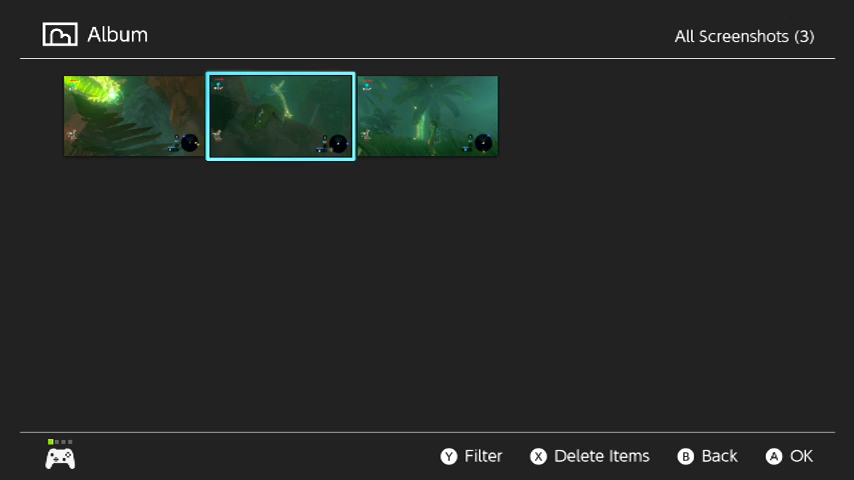 Album
All Screenshots (3)
Y Filter
X Delete Items
B Back
A OK